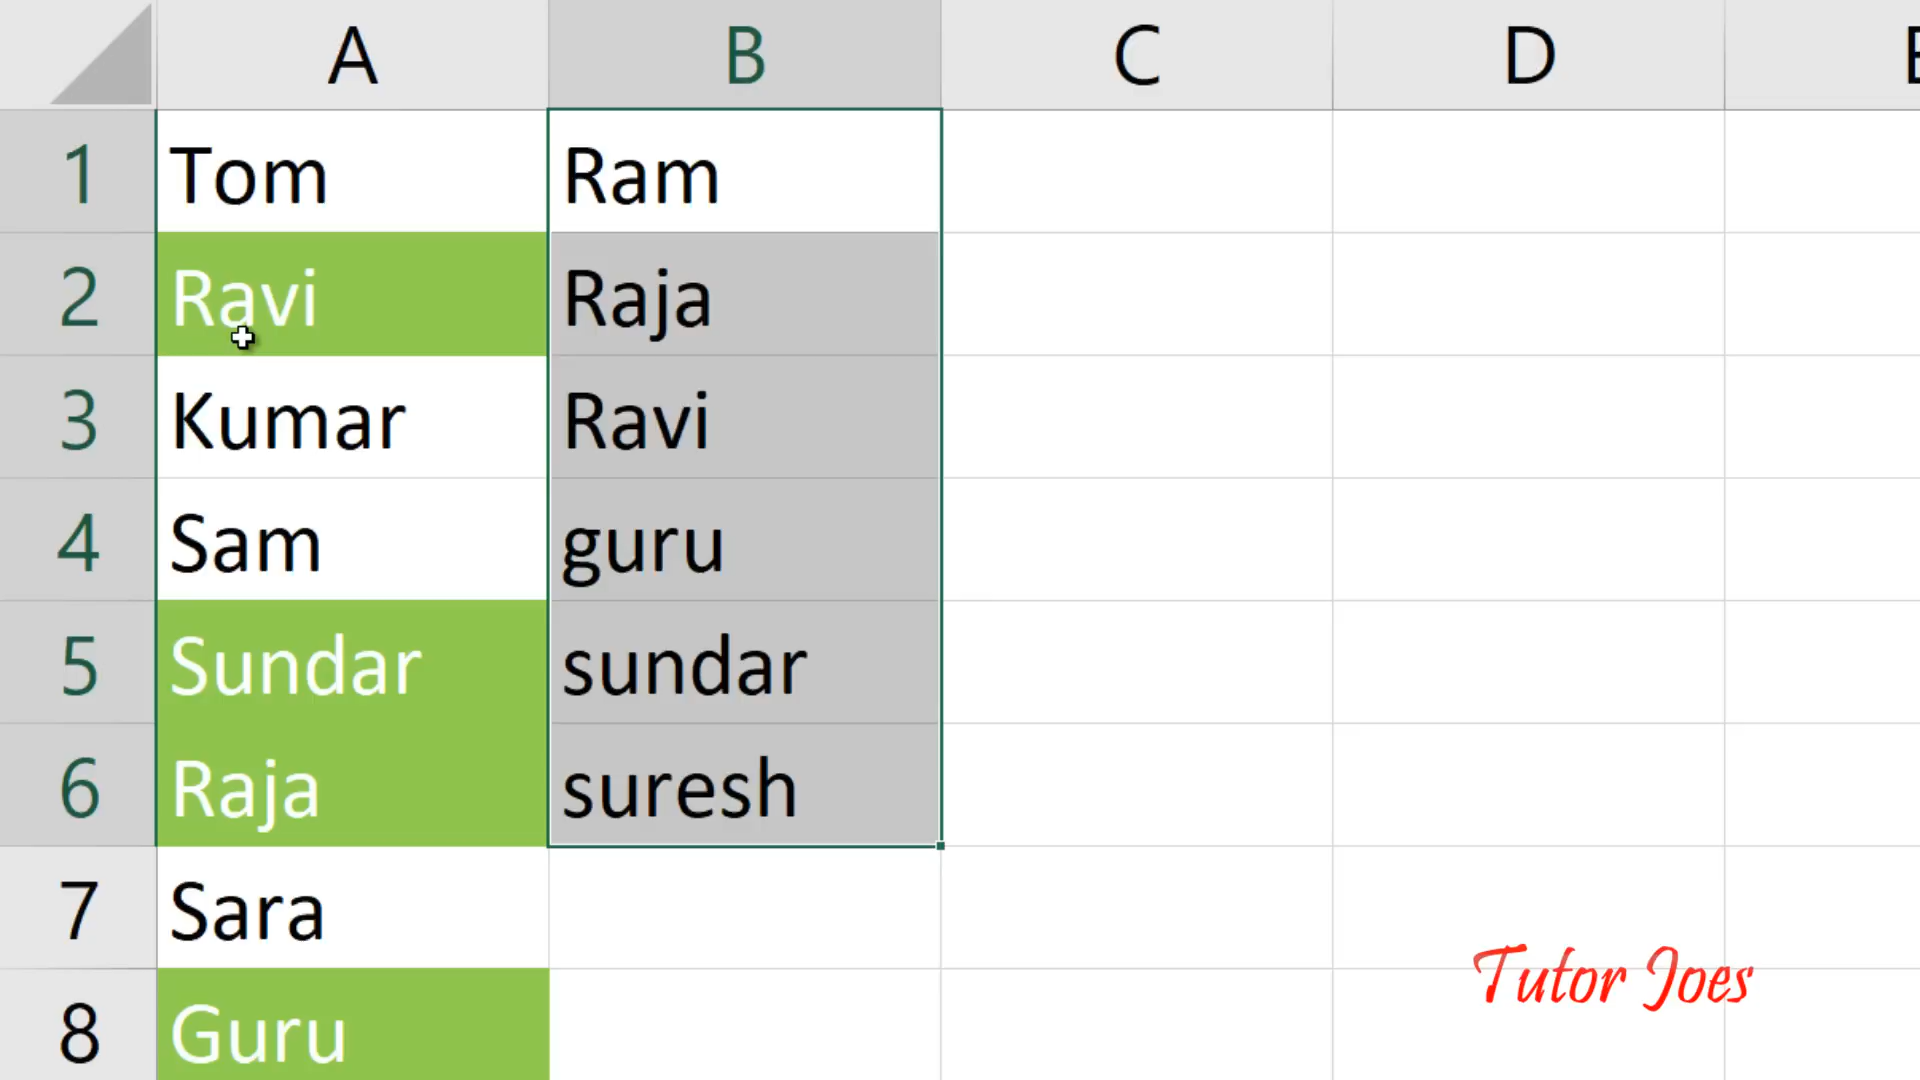 A B C D
1 Tom Ram
2 Ravi Raja
3 Kumar Ravi
4 Sam guru
5 Sundar sundar
6 Raja suresh
7 Sara
8 Guru
Tutor Joes